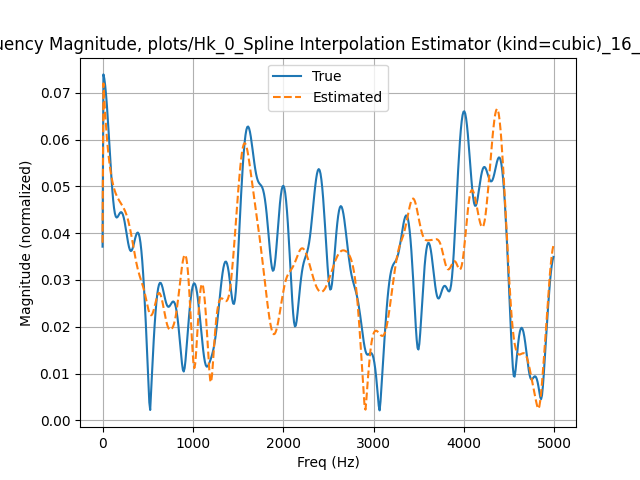 uency Magnitude, plots/Hk_0_Spline Interpolation Estimator (kind=cubic)_16_
True
Estimated
Magnitude (normalized)
0.07
0.06
0.05
0.04
0.03
0.02
0.01
0.00
0 1000 2000 3000 4000 5000
Freq (Hz)